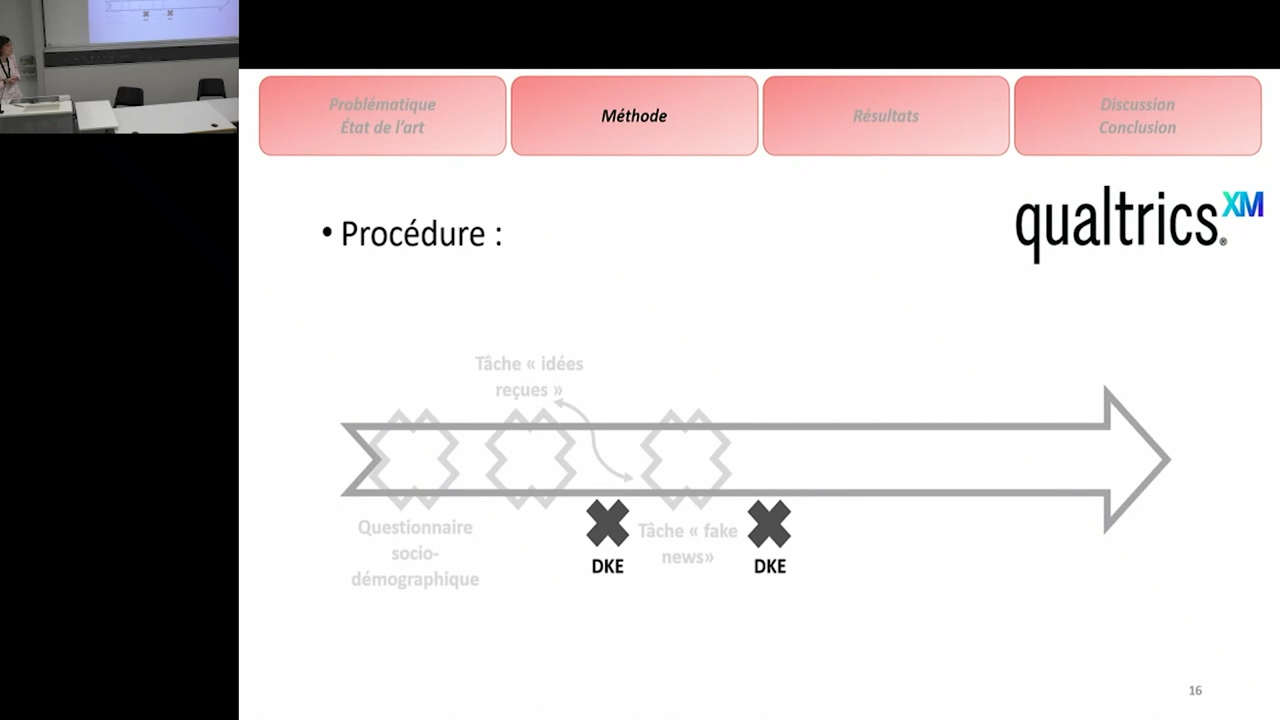 Problématique
État de l'art
Méthode
Résultats
Discussion
Conclusion
• Procédure :
qualtrics.XM
®
Tâche « idées
reçues »
Questionnaire
socio-
démographique
DKE
Tâche « fake
news»
DKE
16